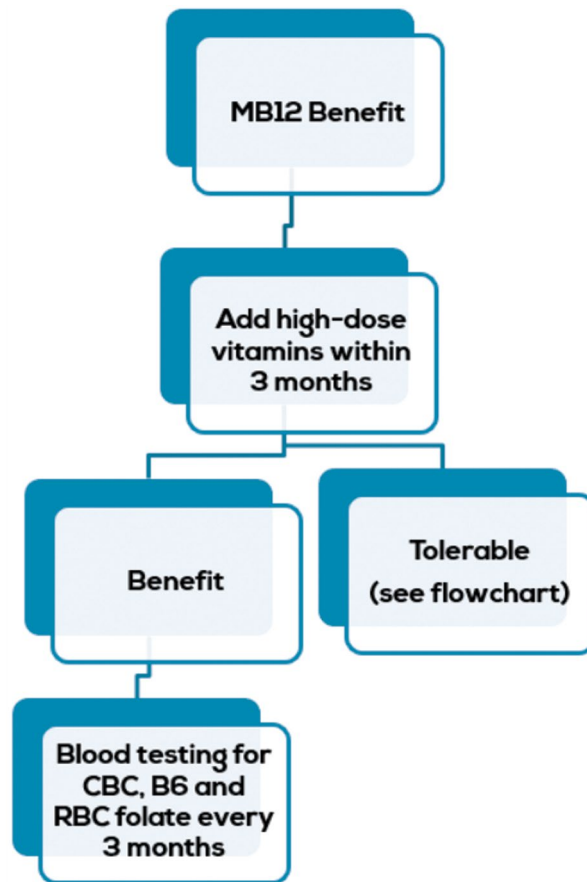 MB12 Benefit
Add high-dose
vitamins within
3 months
Benefit
Tolerable
(see flowchart)
Blood testing for
CBC, B6 and
RBC folate every
3 months